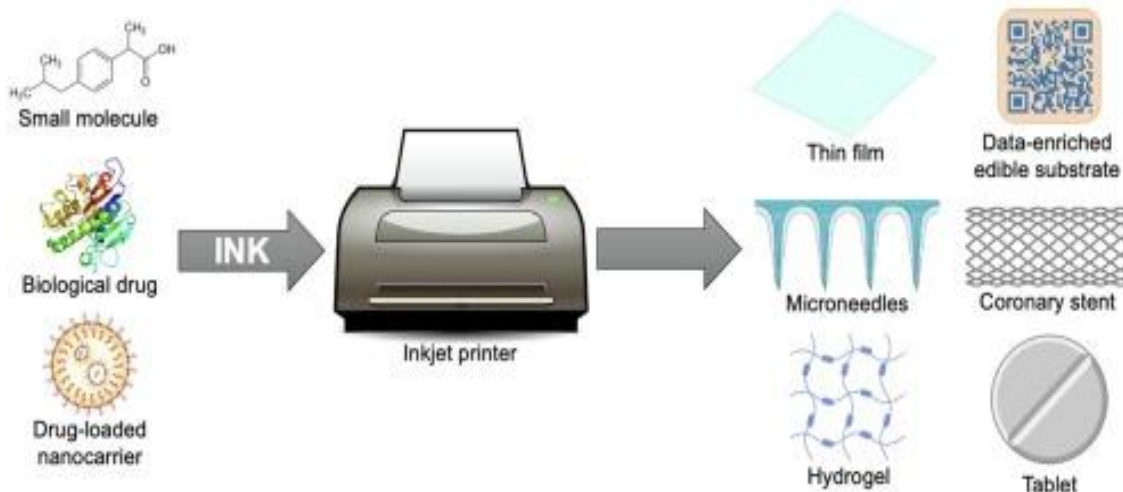 CH₃
OH
CH₃
O
H₃C
Small molecule
Biological drug
Drug-loaded
nanocarrier
INK
Inkjet printer
Thin film
Data-enriched
edible substrate
Microneedles
Coronary stent
Hydrogel
Tablet